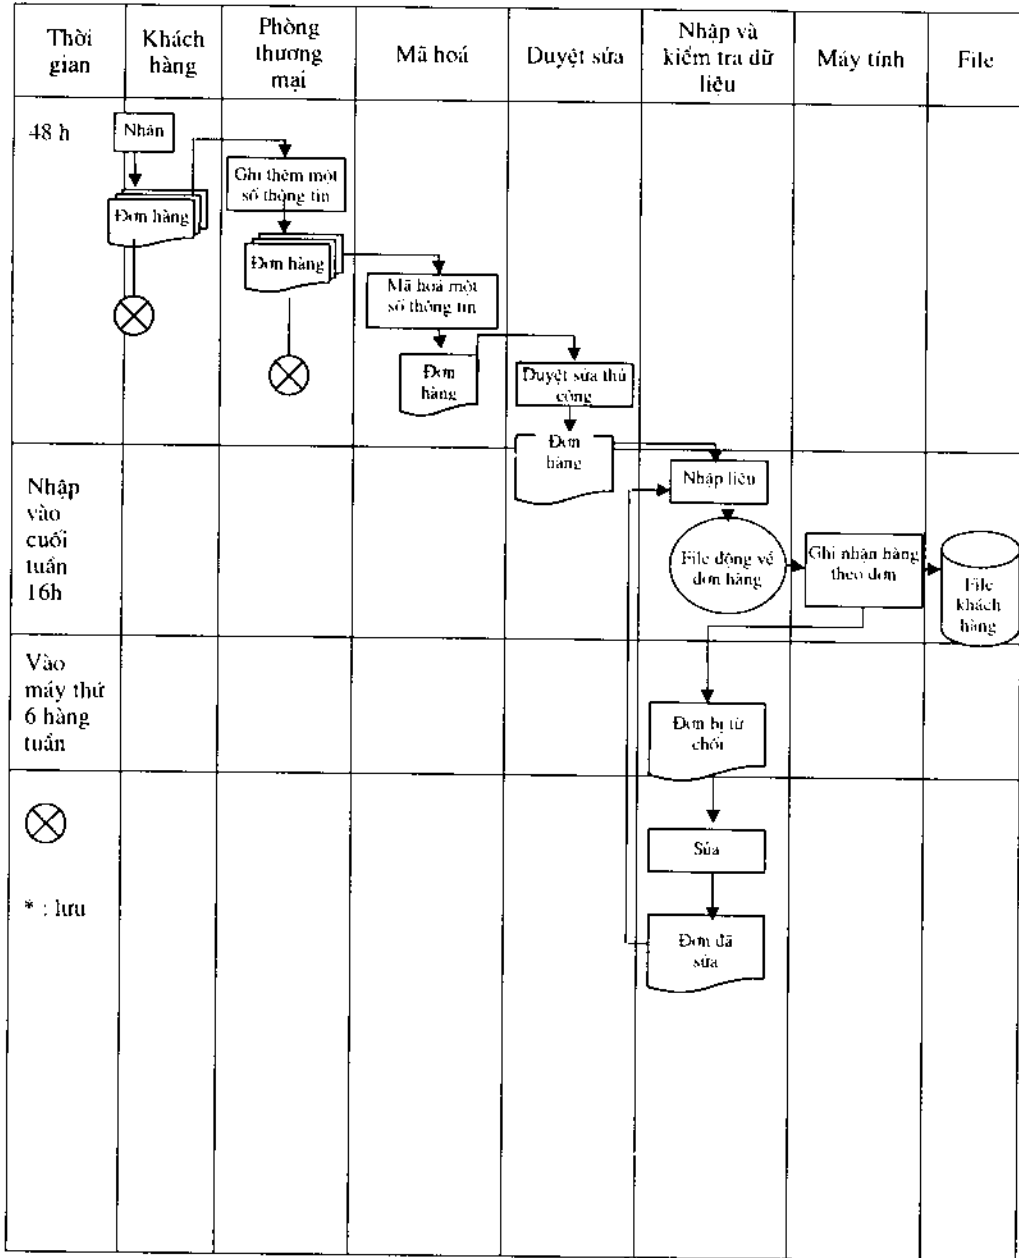 Thời
gian
Khách
hàng
Phòng
thương
mại
Mã hoá
Duyệt sửa
Nhập và
kiểm tra dữ
liệu
Máy tính
File
48 h
Nhân
Đơn hàng
Ghi thêm một
số thông tin
Đơn hàng
Mã hoá một
số thông tin
Đơn
hàng
Duyệt sửa thủ
công
Đơn
hàng
Nhập
vào
cuối
tuần
16h
Nhập liệu
File động về
đơn hàng
Ghi nhận hàng
theo đơn
File
khách
hàng
Vào
máy thứ
6 hàng
tuần
Đơn bị từ
chối
Sửa
* : lưu
Đơn đã
sửa